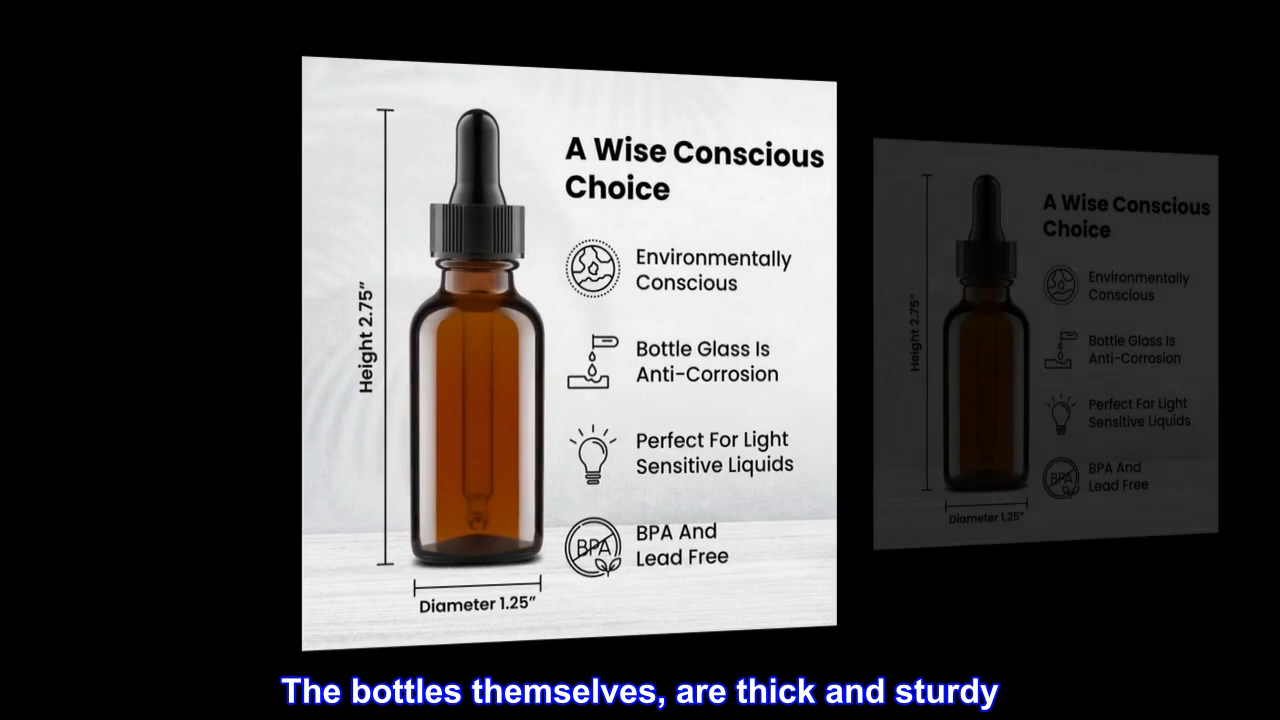 A Wise Conscious
Choice
Environmentally
Conscious
Bottle Glass Is
Anti-Corrosion
Perfect For Light
Sensitive Liquids
BPA
BPA And
Lead Free
Height 2.75”
Diameter 1.25”
A Wise Conscious
Choice
Environmentally
Conscious
Bottle Glass Is
Anti-Corrosion
Perfect For Light
Sensitive Liquids
BPA
BPA And
Lead Free
Height 2.75”
Diameter 1.25”
The bottles themselves, are thick and sturdy